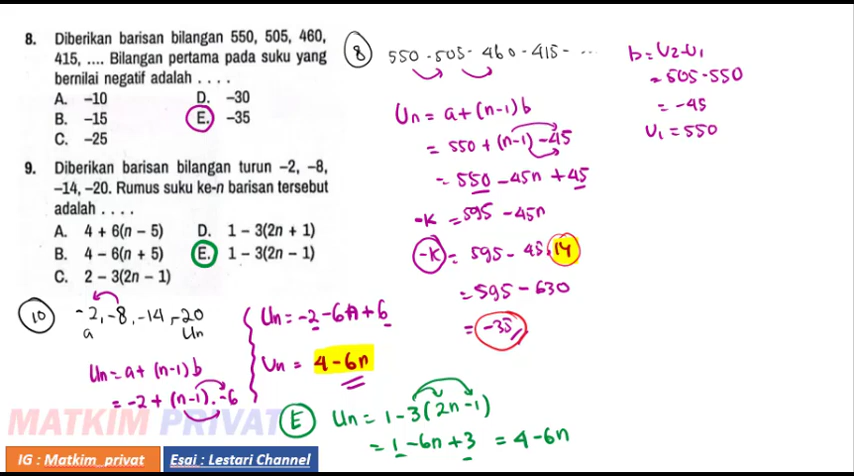 8. Diberikan barisan bilangan 550, 505, 460,
415, .... Bilangan pertama pada suku yang
bernilai negatif adalah . . . .
A. –10 D. –30
B. –15 E. –35
C. –25
9. Diberikan barisan bilangan turun –2, –8,
–14, –20. Rumus suku ke-n barisan tersebut
adalah . . . .
A. 4 + 6(n – 5) D. 1 – 3(2n + 1)
B. 4 – 6(n + 5) E. 1 – 3(2n – 1)
C. 2 – 3(2n – 1)
8 550 - 505 - 460 - 415 - ...
Un = a + (n-1) b
= 550 + (n-1) -45
= 550 - 45n + 45
-K = 595 - 45n
-K = 595 - 45.14
= 595 - 630
= -35
b = U2-U1
= 505 - 550
= -45
U1 = 550
10 -2, -8, -14, -20
a Un
Un = a + (n-1) b
= -2 + (n-1) . -6
Un = -2 - 6n + 6
Un = 4 - 6n
E Un = 1 - 3(2n - 1)
= 1 - 6n + 3 = 4 - 6n
MATKIM PRIVAT
IG : Matkim_privat Esai : Lestari Channel